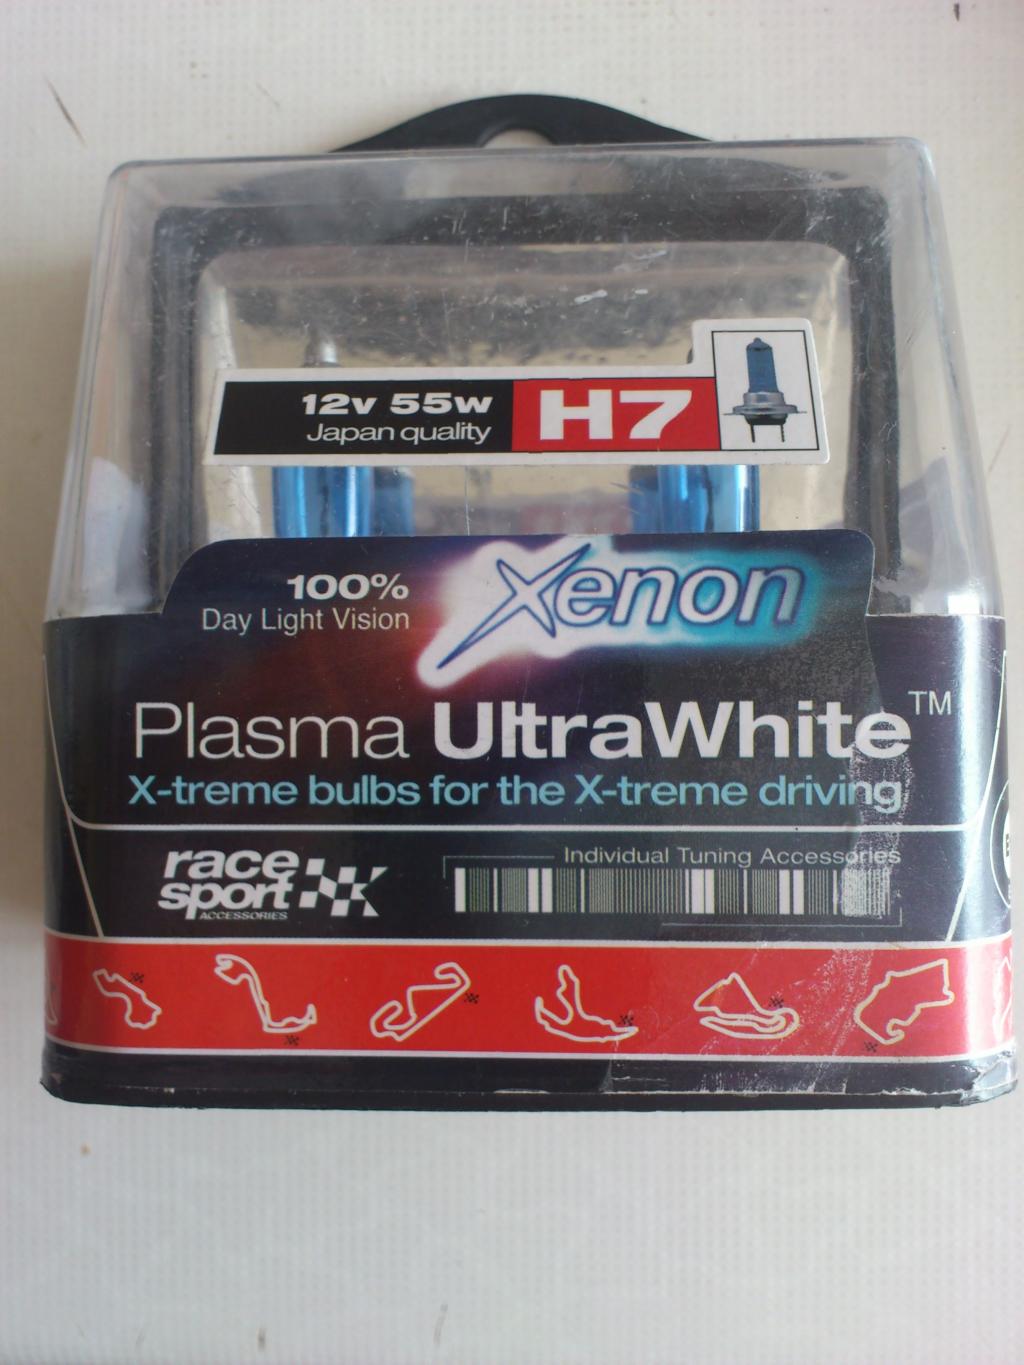 12v 55w
Japan quality
H7
100%
Day Light Vision
Xenon
Plasma UltraWhite™
X-treme bulbs for the X-treme driving
race
sport
ACCESSORIES
Individual Tuning Accessories